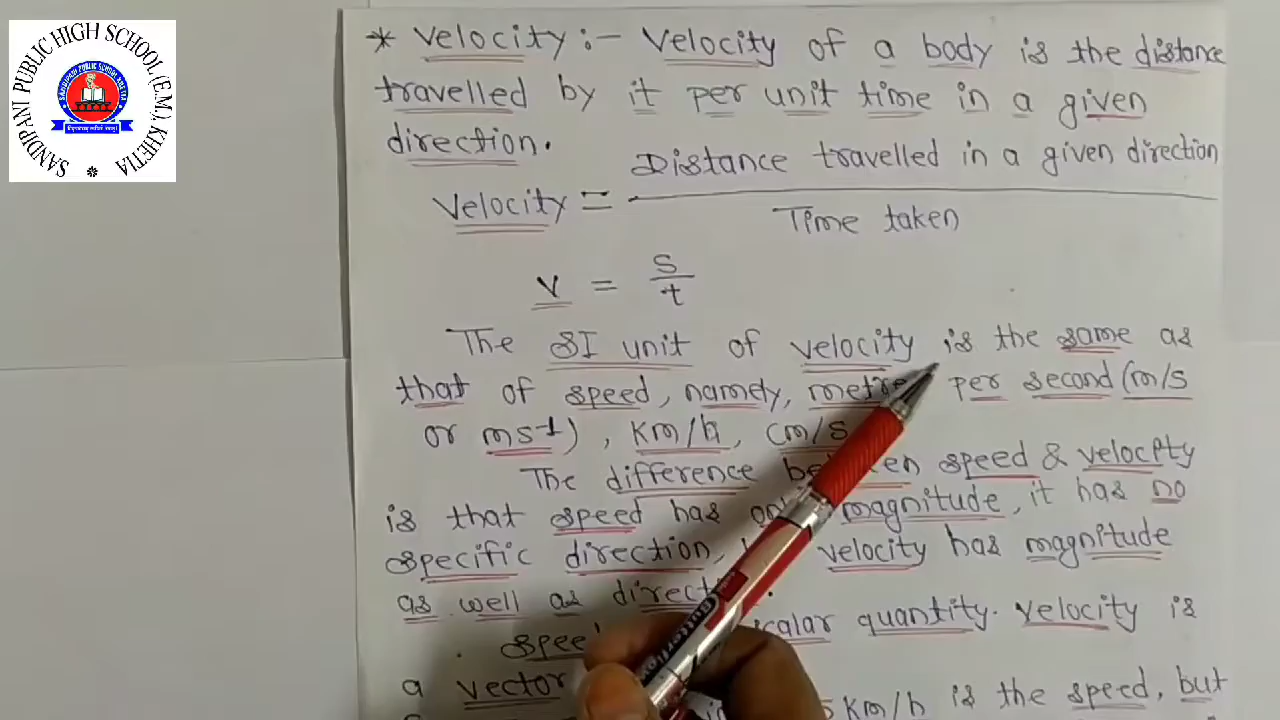 SANDIPANI PUBLIC HIGH SCHOOL (E.M.), KHETIA
* Velocity :- Velocity of a body is the distance
travelled by it per unit time in a given
direction.
Distance travelled in a given direction
Velocity =
Time taken
V = S/t
The SI unit of velocity is the same as
that of speed, namely, metre per second (m/s
or ms-1), Km/h, cm/s
The difference between speed & velocity
is that speed has only magnitude, it has no
specific direction, velocity has magnitude
as well as
scalar quantity. Velocity is
a vector
Km/h is the speed, but